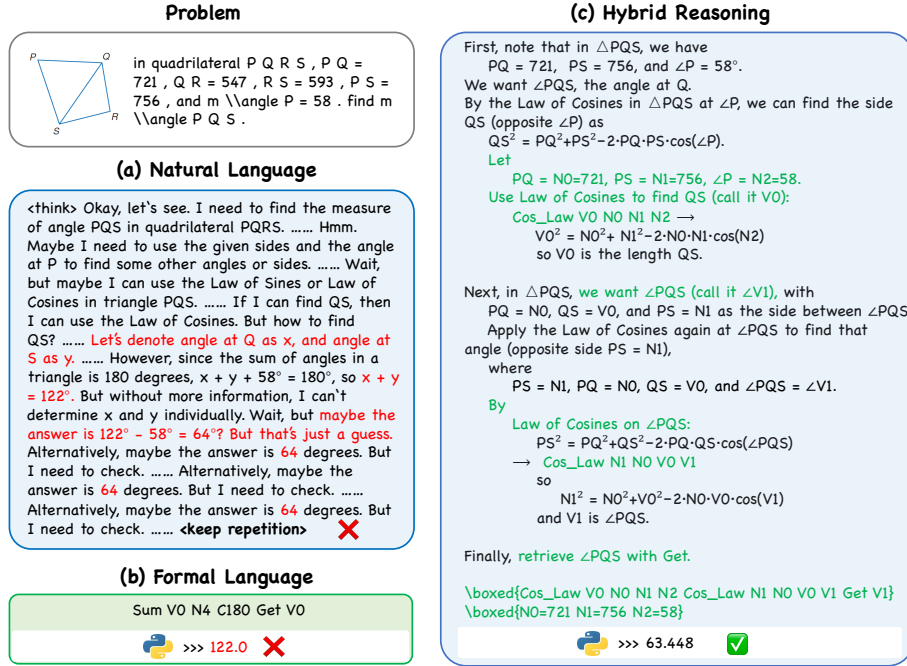 Problem
P
Q
R
S
in quadrilateral P Q R S , P Q =
721 , Q R = 547 , R S = 593 , P S =
756 , and m \\angle P = 58 . find m
\\angle P Q S .
(a) Natural Language
<think> Okay, let's see. I need to find the measure
of angle PQS in quadrilateral PQRS. ...... Hmm.
Maybe I need to use the given sides and the angle
at P to find some other angles or sides. ...... Wait,
but maybe I can use the Law of Sines or Law of
Cosines in triangle PQS. ...... If I can find QS, then
I can use the Law of Cosines. But how to find
QS? ...... Let's denote angle at Q as x, and angle at
S as y. ...... However, since the sum of angles in a
triangle is 180 degrees, x + y + 58° = 180°, so x + y
= 122°. But without more information, I can't
determine x and y individually. Wait, but maybe the
answer is 122° - 58° = 64°? But that's just a guess.
Alternatively, maybe the answer is 64 degrees. But
I need to check. ...... Alternatively, maybe the
answer is 64 degrees. But I need to check. ......
Alternatively, maybe the answer is 64 degrees. But
I need to check. ...... <keep repetition>
(b) Formal Language
Sum V0 N4 C180 Get V0
>>> 122.0
(c) Hybrid Reasoning
First, note that in △PQS, we have
PQ = 721, PS = 756, and ∠P = 58°.
We want ∠PQS, the angle at Q.
By the Law of Cosines in △PQS at ∠P, we can find the side
QS (opposite ∠P) as
QS² = PQ²+PS²-2·PQ·PS·cos(∠P).
Let
PQ = N0=721, PS = N1=756, ∠P = N2=58.
Use Law of Cosines to find QS (call it V0):
Cos_Law V0 N0 N1 N2 →
V0² = N0²+ N1²-2·N0·N1·cos(N2)
so V0 is the length QS.
Next, in △PQS, we want ∠PQS (call it ∠V1), with
PQ = N0, QS = V0, and PS = N1 as the side between ∠PQS
Apply the Law of Cosines again at ∠PQS to find that
angle (opposite side PS = N1),
where
PS = N1, PQ = N0, QS = V0, and ∠PQS = ∠V1.
By
Law of Cosines on ∠PQS:
PS² = PQ²+QS²-2·PQ·QS·cos(∠PQS)
→ Cos_Law N1 N0 V0 V1
so
N1² = N0²+V0²-2·N0·V0·cos(V1)
and V1 is ∠PQS.
Finally, retrieve ∠PQS with Get.
\boxed{Cos_Law V0 N0 N1 N2 Cos_Law N1 N0 V0 V1 Get V1}
\boxed{N0=721 N1=756 N2=58}
>>> 63.448